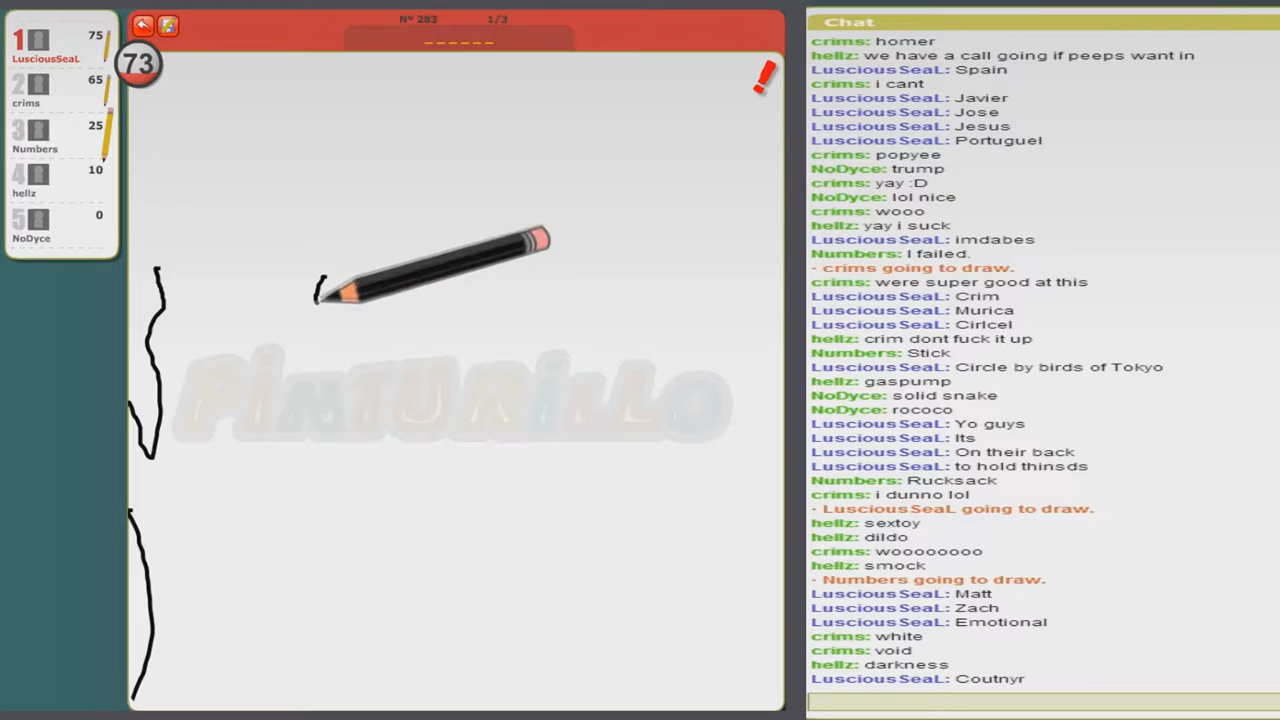 1 75
LusciousSeaL
2 65
crims
3 25
Numbers
4 10
hellz
5 0
NoDyce
73
Nº 283 1/3
_ _ _ _ _ _
PINTURILLO
Chat
crims: homer
hellz: we have a call going if peeps want in
LusciousSeaL: Spain
crims: i cant
LusciousSeaL: Javier
LusciousSeaL: Jose
LusciousSeaL: Jesus
LusciousSeaL: Portuguel
crims: popyee
NoDyce: trump
crims: yay :D
NoDyce: lol nice
crims: wooo
hellz: yay i suck
LusciousSeaL: imdabes
Numbers: I failed.
· crims going to draw.
crims: were super good at this
LusciousSeaL: Crim
LusciousSeaL: Murica
LusciousSeaL: Cirlcel
hellz: crim dont fuck it up
Numbers: Stick
LusciousSeaL: Circle by birds of Tokyo
hellz: gaspump
NoDyce: solid snake
NoDyce: rococo
LusciousSeaL: Yo guys
LusciousSeaL: Its
LusciousSeaL: On their back
LusciousSeaL: to hold thinsds
Numbers: Rucksack
crims: i dunno lol
· LusciousSeaL going to draw.
hellz: sextoy
hellz: dildo
crims: woooooooo
hellz: smock
· Numbers going to draw.
LusciousSeaL: Matt
LusciousSeaL: Zach
LusciousSeaL: Emotional
crims: white
crims: void
hellz: darkness
LusciousSeaL: Coutnyr